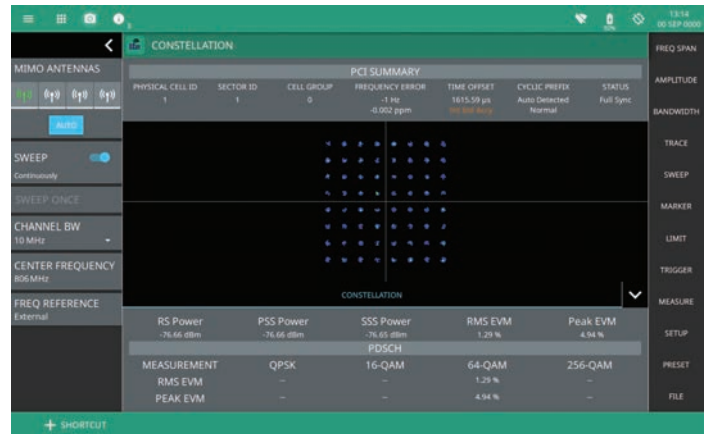 3
13:14
50%
00 SEP 0000
CONSTELLATION
FREQ SPAN
AMPLITUDE
BANDWIDTH
TRACE
SWEEP
MARKER
LIMIT
TRIGGER
MEASURE
SETUP
PRESET
FILE
MIMO ANTENNAS
AUTO
SWEEP
Continuously
SWEEP ONCE
CHANNEL BW
10 MHz
CENTER FREQUENCY
806 MHz
FREQ REFERENCE
External
PCI SUMMARY
PHYSICAL CELL ID SECTOR ID CELL GROUP FREQUENCY ERROR TIME OFFSET CYCLIC PREFIX STATUS
1 1 0 -1 Hz 1615.59 µs Auto Detected Full Sync
-0.002 ppm Normal
CONSTELLATION
RS Power PSS Power SSS Power RMS EVM Peak EVM
-76.66 dBm -76.66 dBm -76.65 dBm 1.29 % 4.94 %
PDSCH
MEASUREMENT QPSK 16-QAM 64-QAM 256-QAM
RMS EVM -- -- 1.29 % --
PEAK EVM -- -- 4.94 % --
+ SHORTCUT